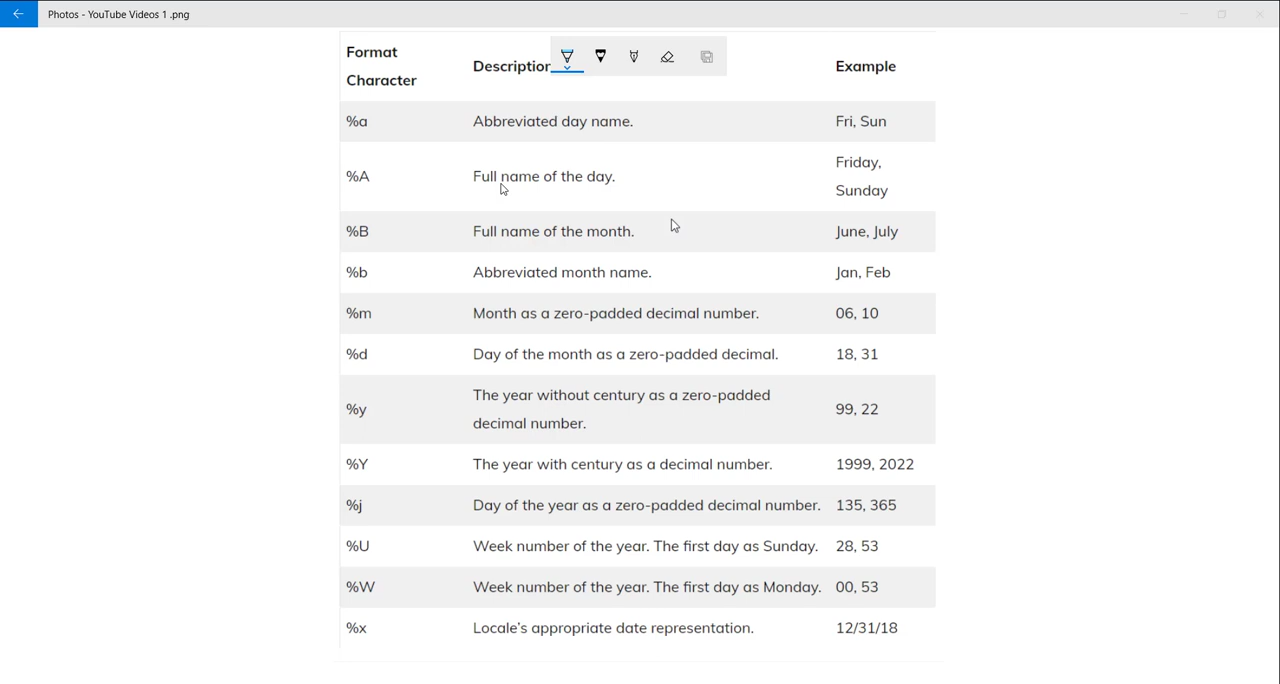 Photos - YouTube Videos 1 .png
Format
Character
Description
Example
%a
Abbreviated day name.
Fri, Sun
%A
Full name of the day.
Friday,
Sunday
%B
Full name of the month.
June, July
%b
Abbreviated month name.
Jan, Feb
%m
Month as a zero-padded decimal number.
06, 10
%d
Day of the month as a zero-padded decimal.
18, 31
%y
The year without century as a zero-padded
decimal number.
99, 22
%Y
The year with century as a decimal number.
1999, 2022
%j
Day of the year as a zero-padded decimal number.
135, 365
%U
Week number of the year. The first day as Sunday.
28, 53
%W
Week number of the year. The first day as Monday.
00, 53
%x
Locale’s appropriate date representation.
12/31/18